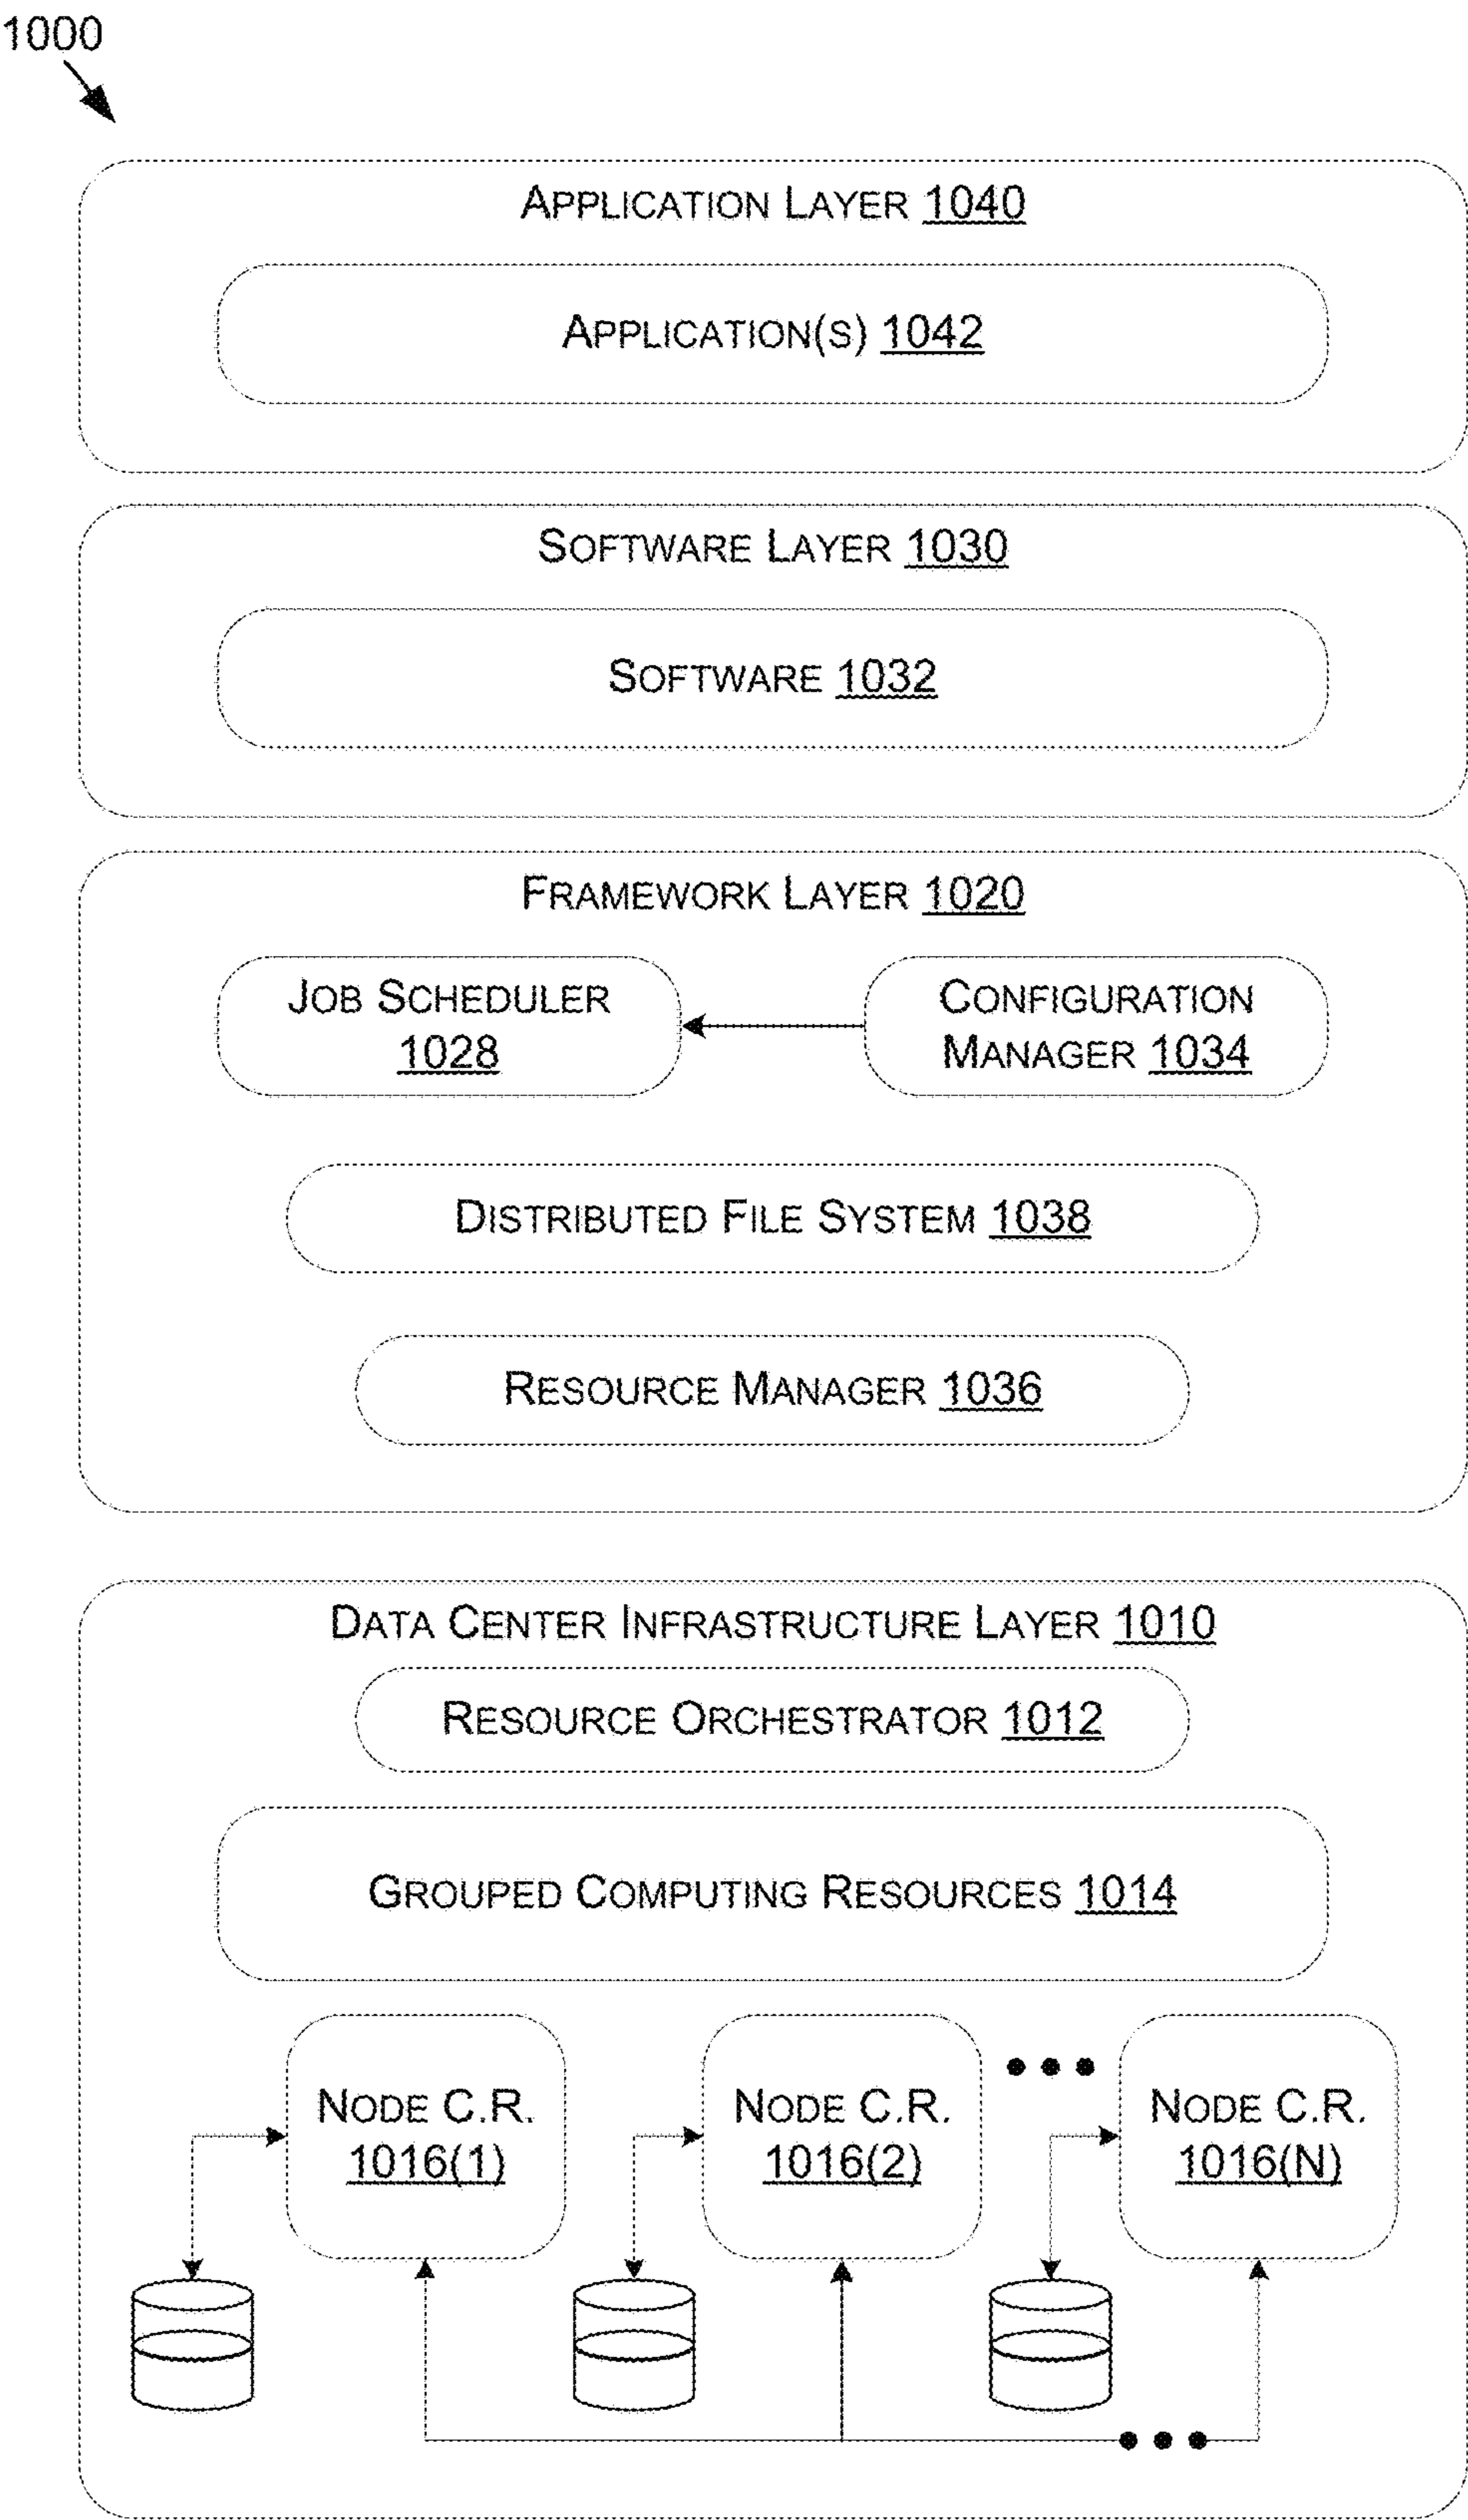 1000
APPLICATION LAYER 1040
APPLICATION(S) 1042
SOFTWARE LAYER 1030
SOFTWARE 1032
FRAMEWORK LAYER 1020
JOB SCHEDULER
1028
CONFIGURATION
MANAGER 1034
DISTRIBUTED FILE SYSTEM 1038
RESOURCE MANAGER 1036
DATA CENTER INFRASTRUCTURE LAYER 1010
RESOURCE ORCHESTRATOR 1012
GROUPED COMPUTING RESOURCES 1014
NODE C.R.
1016(1)
NODE C.R.
1016(2)
NODE C.R.
1016(N)